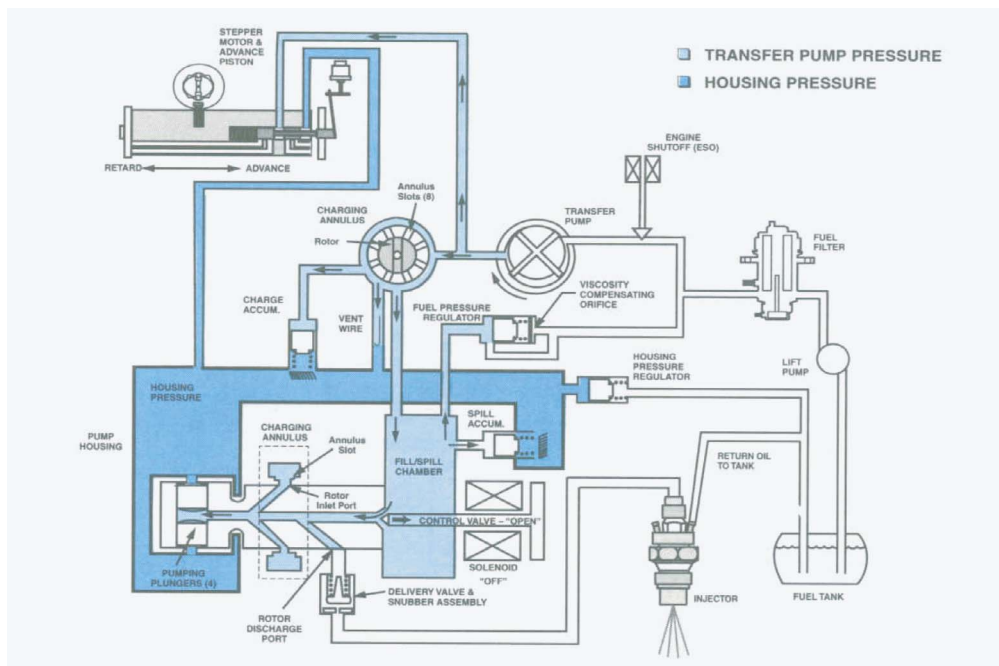 STEPPER
MOTOR &
ADVANCE
PISTON
TRANSFER PUMP PRESSURE
HOUSING PRESSURE
ENGINE
SHUTOFF (ESO)
RETARD
ADVANCE
Annulus
Slots (8)
CHARGING
ANNULUS
Rotor
TRANSFER
PUMP
FUEL
FILTER
CHARGE
ACCUM.
VENT
WIRE
FUEL PRESSURE
REGULATOR
VISCOSITY
COMPENSATING
ORIFICE
HOUSING
PRESSURE
REGULATOR
LIFT
PUMP
HOUSING
PRESSURE
PUMP
HOUSING
CHARGING
ANNULUS
Annulus
Slot
SPILL
ACCUM.
FILL/SPILL
CHAMBER
RETURN OIL
TO TANK
Rotor
Inlet Port
CONTROL VALVE – "OPEN"
SOLENOID
"OFF"
PUMPING
PLUNGERS (4)
DELIVERY VALVE &
SNUBBER ASSEMBLY
INJECTOR
FUEL TANK
ROTOR
DISCHARGE
PORT